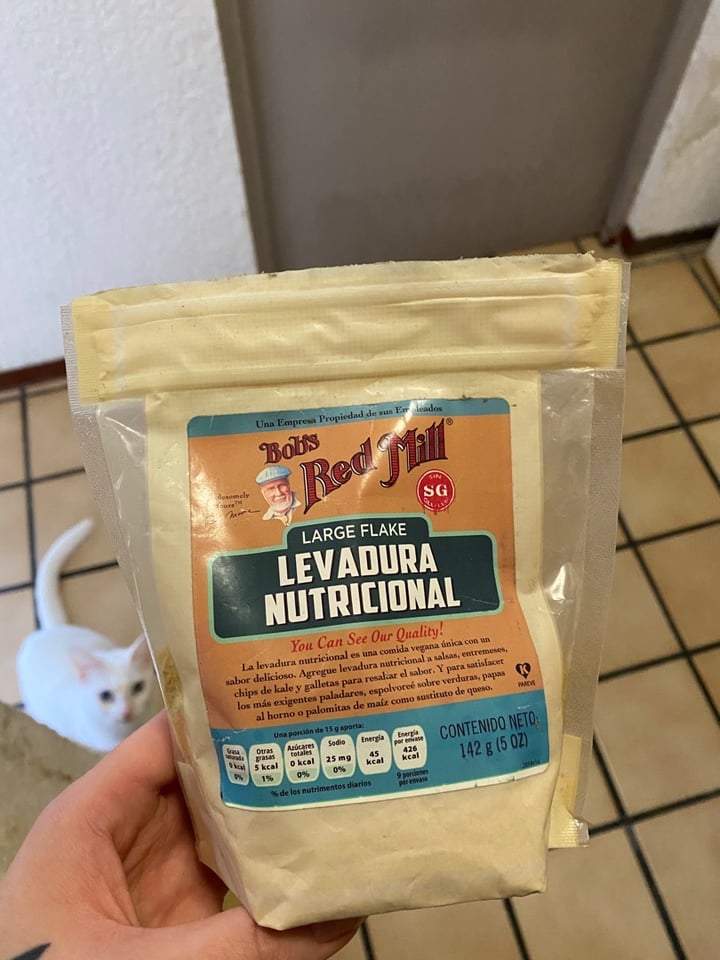 Una Empresa Propiedad de sus Empleados
Bob's
Red Mill®
SIN
SG
GLUTEN
LARGE FLAKE
LEVADURA
NUTRICIONAL
You Can See Our Quality!
La levadura nutricional es una comida vegana única con un
sabor delicioso. Agregue levadura nutricional a salsas, entremeses,
chips de kale y galletas para resaltar el sabor. Y para satisfacer
los más exigentes paladares, espolvoreé sobre verduras, papas
al horno o palomitas de maíz como sustituto de queso.
K
PAREVE
Una porción de 15 g aporta:
Grasa saturada 0 kcal 0%
Otras grasas 5 kcal 1%
Azúcares totales 0 kcal 0%
Sodio 25 mg 0%
Energía 45 kcal
Energía por envase 426 kcal
% de los nutrimentos diarios
9 porciones
por envase
CONTENIDO NETO:
142 g (5 OZ)